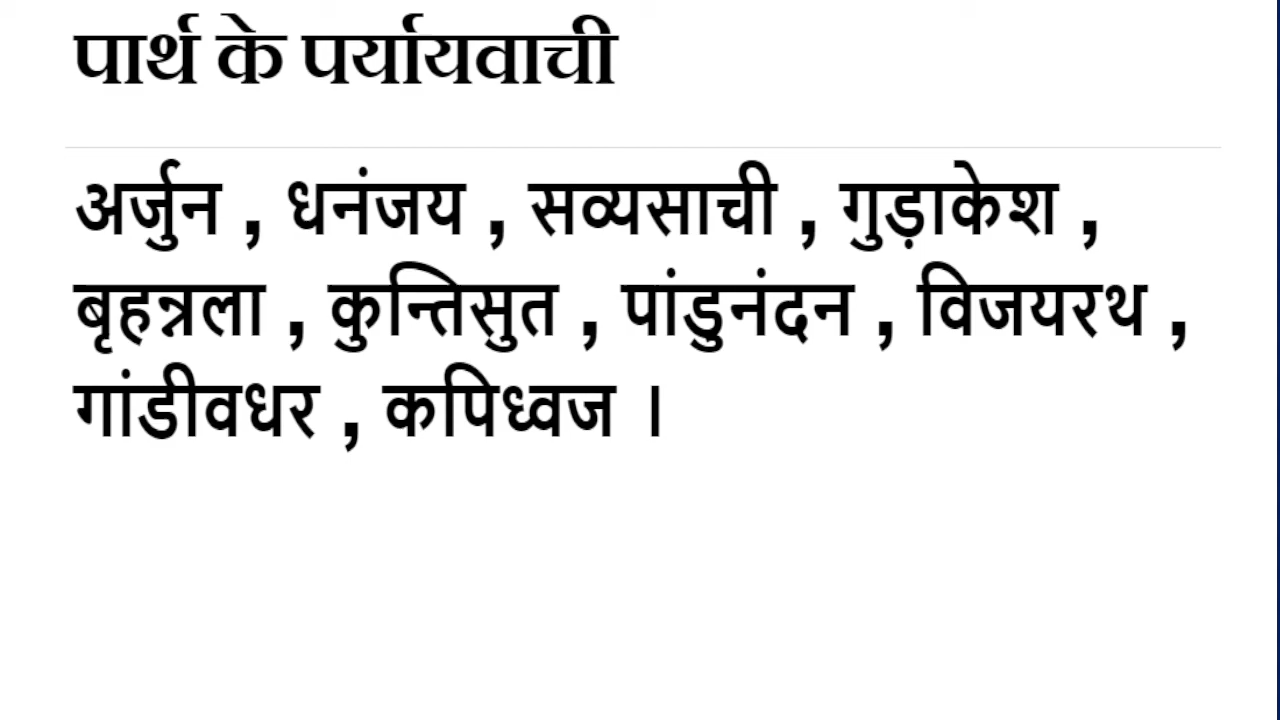 पार्थ के पर्यायवाची
अर्जुन , धनंजय , सव्यसाची , गुड़ाकेश ,
बृहन्नला , कुन्तिसुत , पांडुनंदन , विजयरथ ,
गांडीवधर , कपिध्वज ।